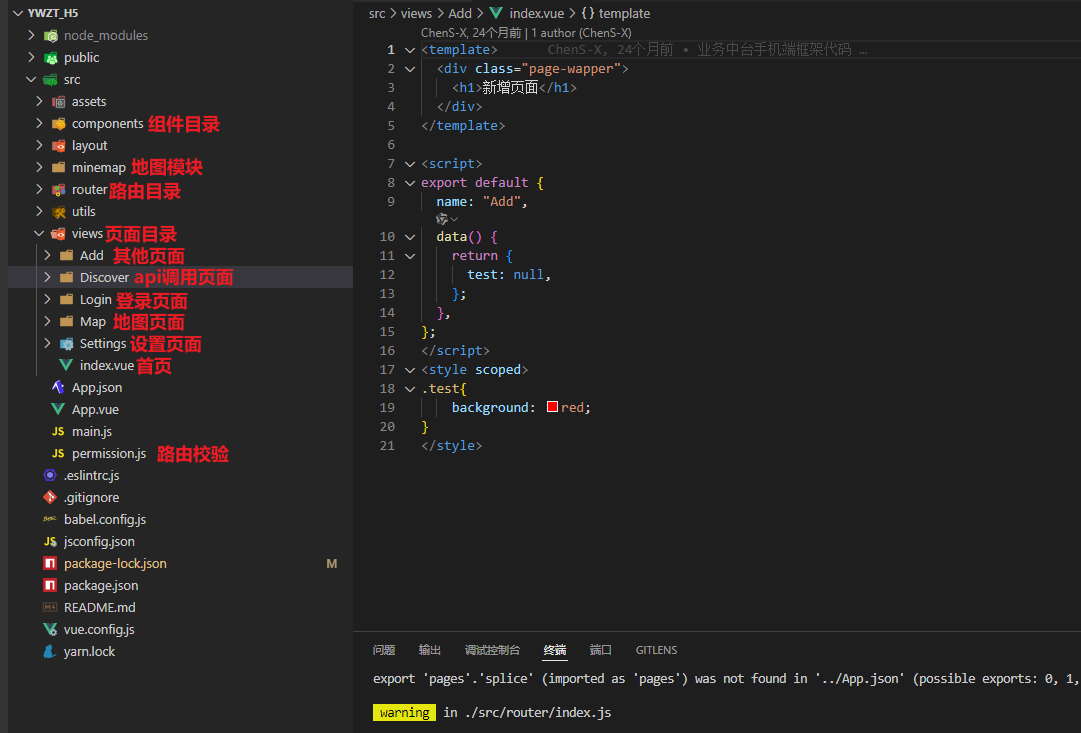 YWZT_H5
node_modules
public
src
assets
components 组件目录
layout
minemap 地图模块
router 路由目录
utils
views 页面目录
Add 其他页面
Discover api调用页面
Login 登录页面
Map 地图页面
Settings 设置页面
index.vue 首页
App.json
App.vue
JS main.js
JS permission.js 路由校验
.eslintrc.js
.gitignore
babel.config.js
JS jsconfig.json
package-lock.json M
package.json
README.md
vue.config.js
yarn.lock
src > views > Add > index.vue > {} template
ChenS-X, 24个月前 | 1 author (ChenS-X)
1 <template> ChenS-X, 24个月前 • 业务中台手机端框架代码 …
2 <div class="page-wapper">
3 <h1>新增页面</h1>
4 </div>
5 </template>
6
7 <script>
8 export default {
9 name: "Add",
10 data() {
11 return {
12 test: null,
13 };
14 },
15 };
16 </script>
17 <style scoped>
18 .test{
19 background: red;
20 }
21 </style>
问题 输出 调试控制台 终端 端口 GITLENS
export 'pages'.'splice' (imported as 'pages') was not found in '../App.json' (possible exports: 0, 1,
warning in ./src/router/index.js